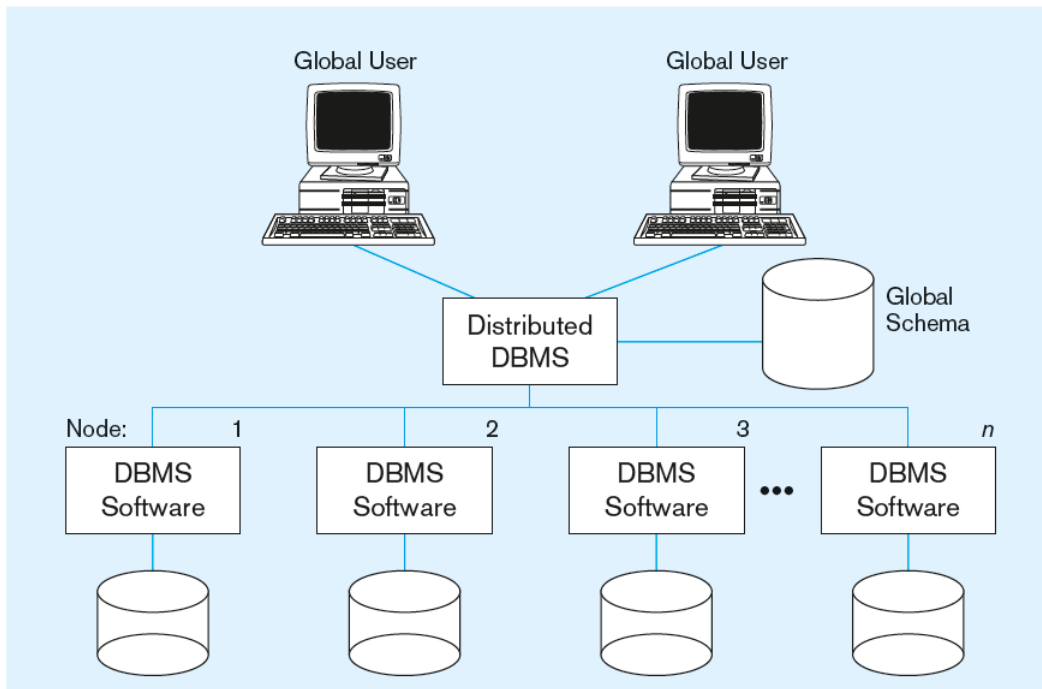 Global User
Global User
Distributed
DBMS
Global
Schema
Node:
1
2
3
n
DBMS
Software
DBMS
Software
DBMS
Software
•••
DBMS
Software